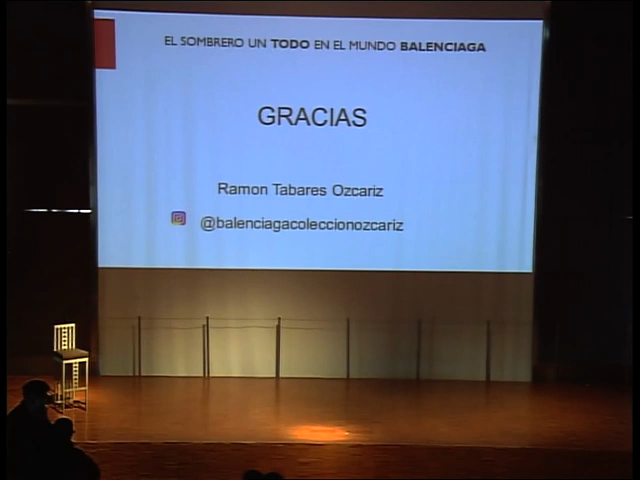 EL SOMBRERO UN TODO EN EL MUNDO BALENCIAGA
GRACIAS
Ramon Tabares Ozcariz
@balenciagacoleccionozcariz